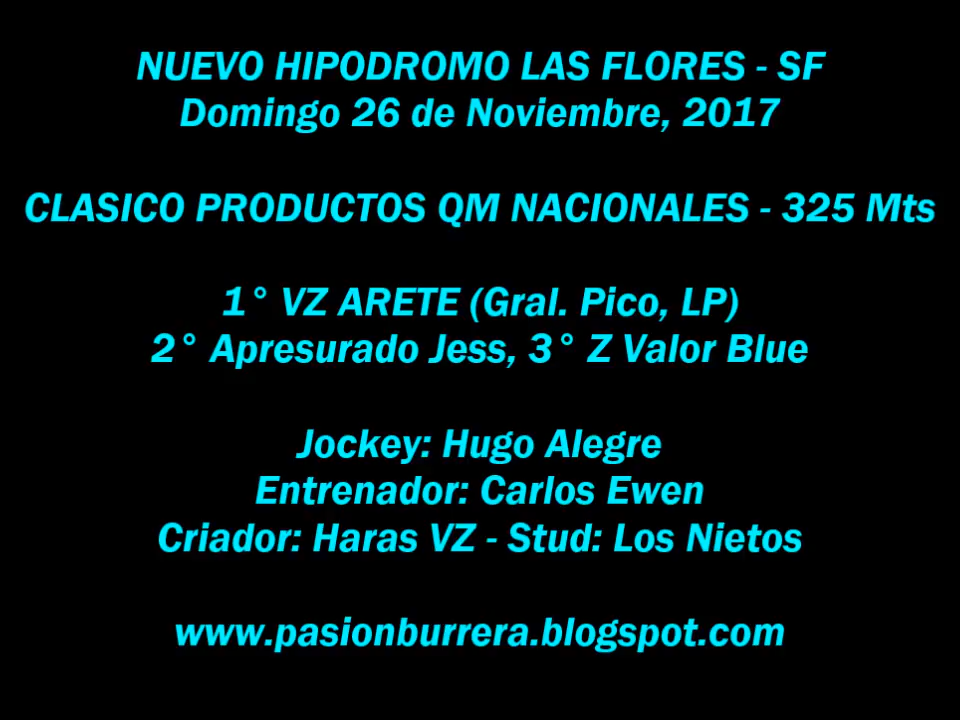 NUEVO HIPODROMO LAS FLORES - SF
Domingo 26 de Noviembre, 2017
CLASICO PRODUCTOS QM NACIONALES - 325 Mts
1° VZ ARETE (Gral. Pico, LP)
2° Apresurado Jess, 3° Z Valor Blue
Jockey: Hugo Alegre
Entrenador: Carlos Ewen
Criador: Haras VZ - Stud: Los Nietos
www.pasionburrera.blogspot.com